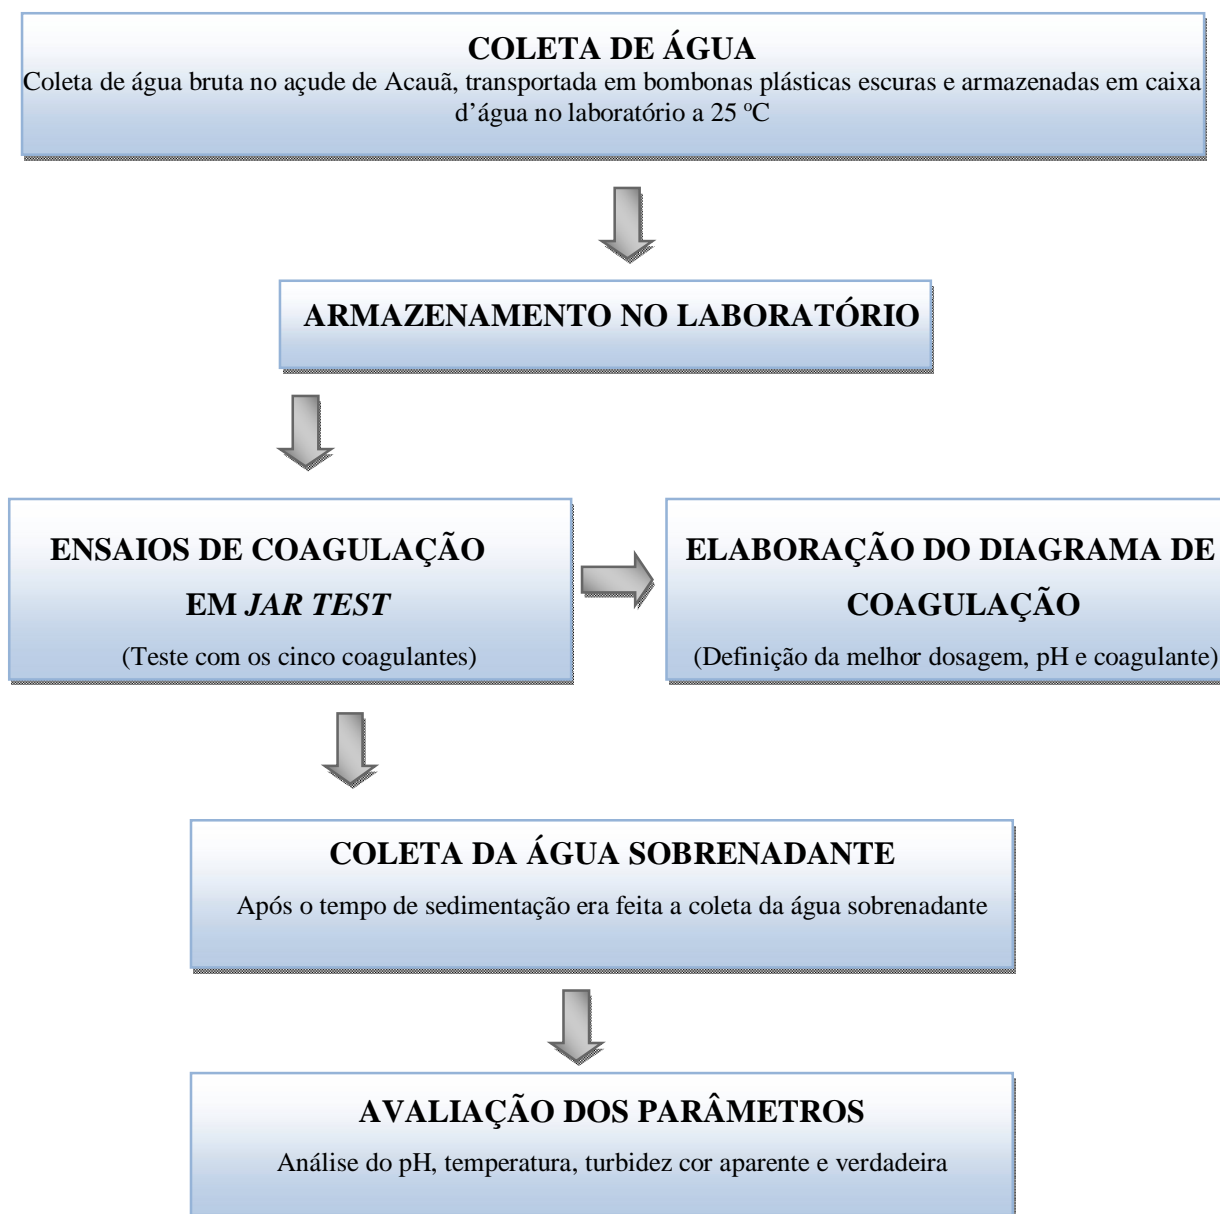 COLETA DE ÁGUA
Coleta de água bruta no açude de Acauã, transportada em bombonas plásticas escuras e armazenadas em caixa
d’água no laboratório a 25 ºC
ARMAZENAMENTO NO LABORATÓRIO
ENSAIOS DE COAGULAÇÃO
EM JAR TEST
(Teste com os cinco coagulantes)
ELABORAÇÃO DO DIAGRAMA DE
COAGULAÇÃO
(Definição da melhor dosagem, pH e coagulante)
COLETA DA ÁGUA SOBRENADANTE
Após o tempo de sedimentação era feita a coleta da água sobrenadante
AVALIAÇÃO DOS PARÂMETROS
Análise do pH, temperatura, turbidez cor aparente e verdadeira